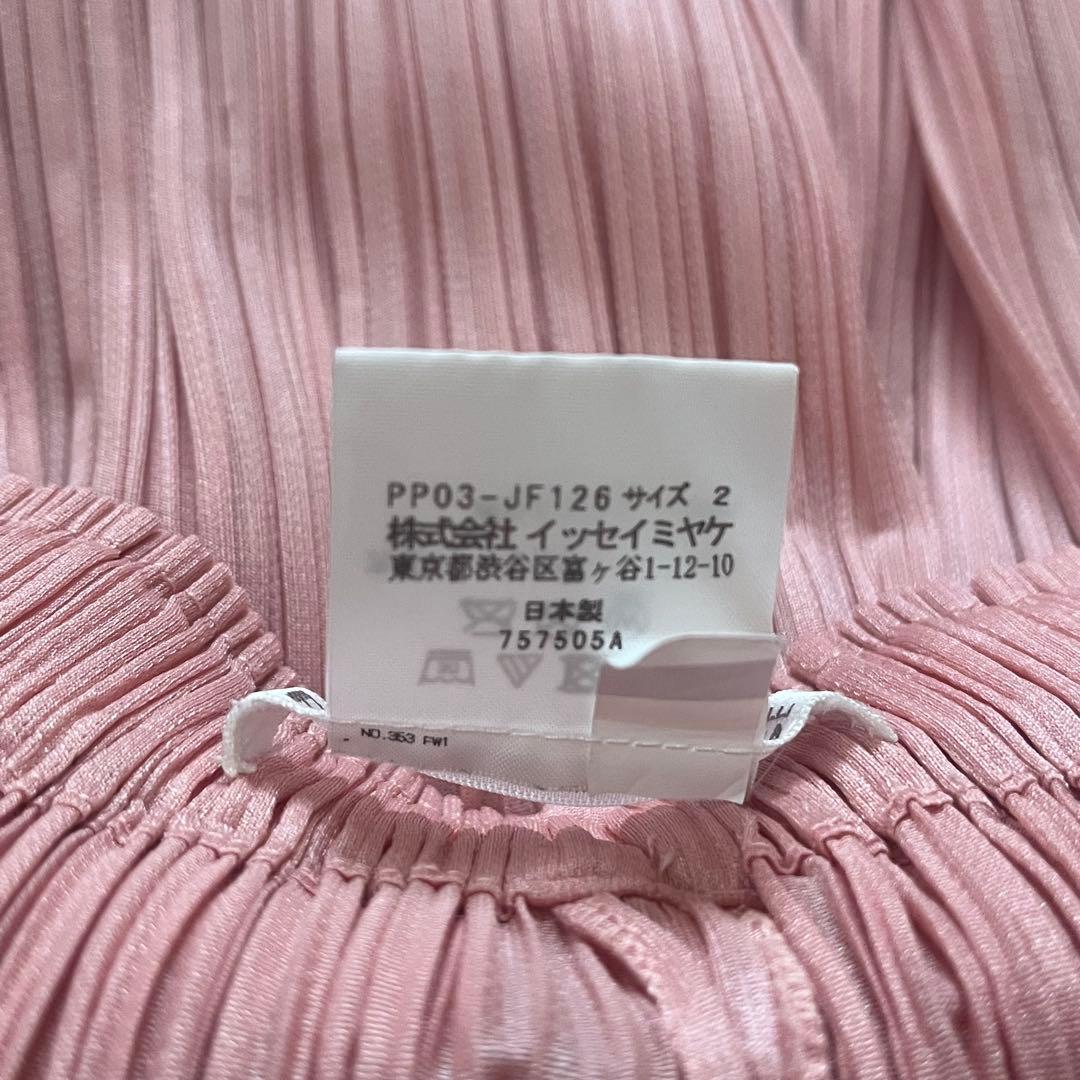 PP03-JF126 サイズ 2
株式会社 イッセイミヤケ
東京都渋谷区富ヶ谷1-12-10
日本製
757505A
NO.353 FW1